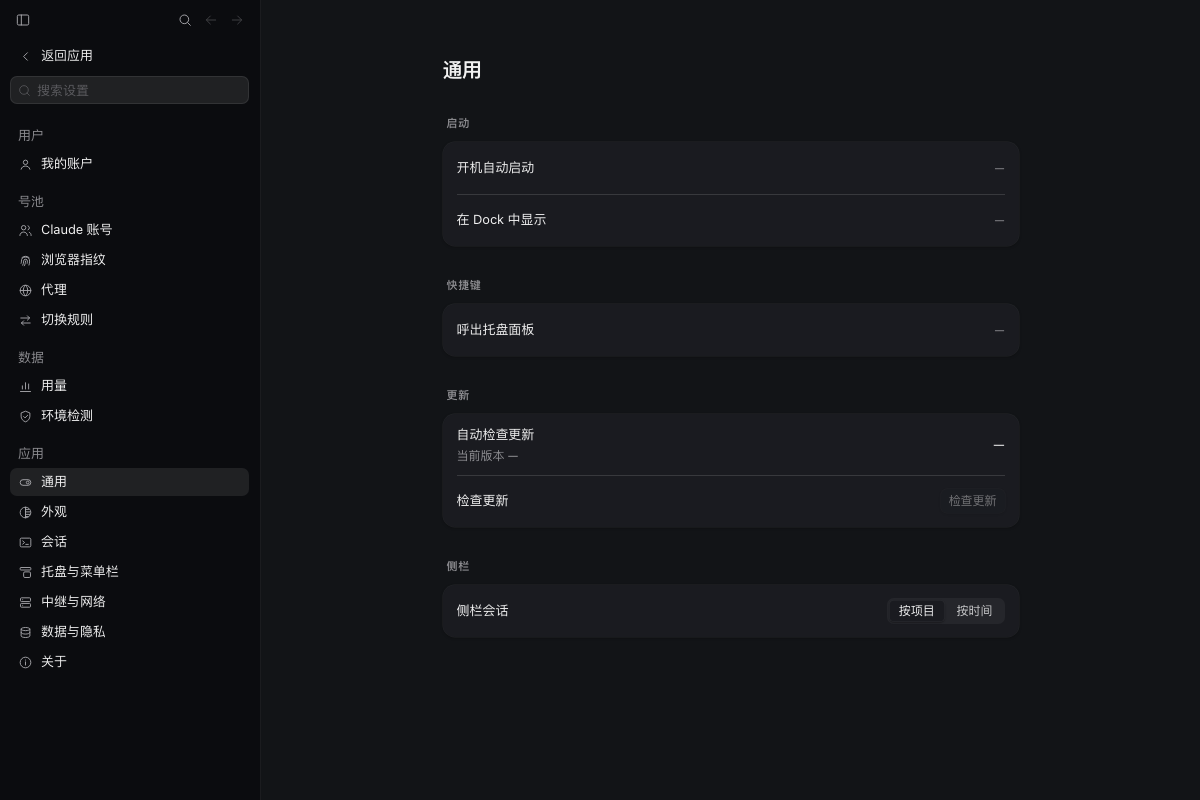 返回应用
搜索设置
用户
我的账户
号池
Claude 账号
浏览器指纹
代理
切换规则
数据
用量
环境检测
应用
通用
外观
会话
托盘与菜单栏
中继与网络
数据与隐私
关于
通用
启动
开机自动启动 —
在 Dock 中显示 —
快捷键
呼出托盘面板 —
更新
自动检查更新 —
当前版本 —
检查更新 检查更新
侧栏
侧栏会话 按项目 按时间